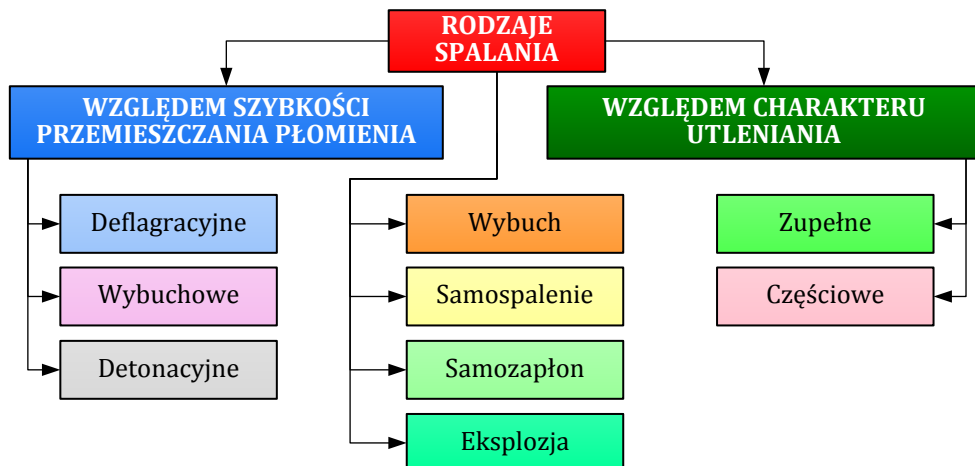 RODZAJE
SPALANIA
WZGLĘDEM SZYBKOŚCI
PRZEMIESZCZANIA PŁOMIENIA
WZGLĘDEM CHARAKTERU
UTLENIANIA
Deflagracyjne
Wybuchowe
Detonacyjne
Wybuch
Samospalenie
Samozapłon
Eksplozja
Zupełne
Częściowe